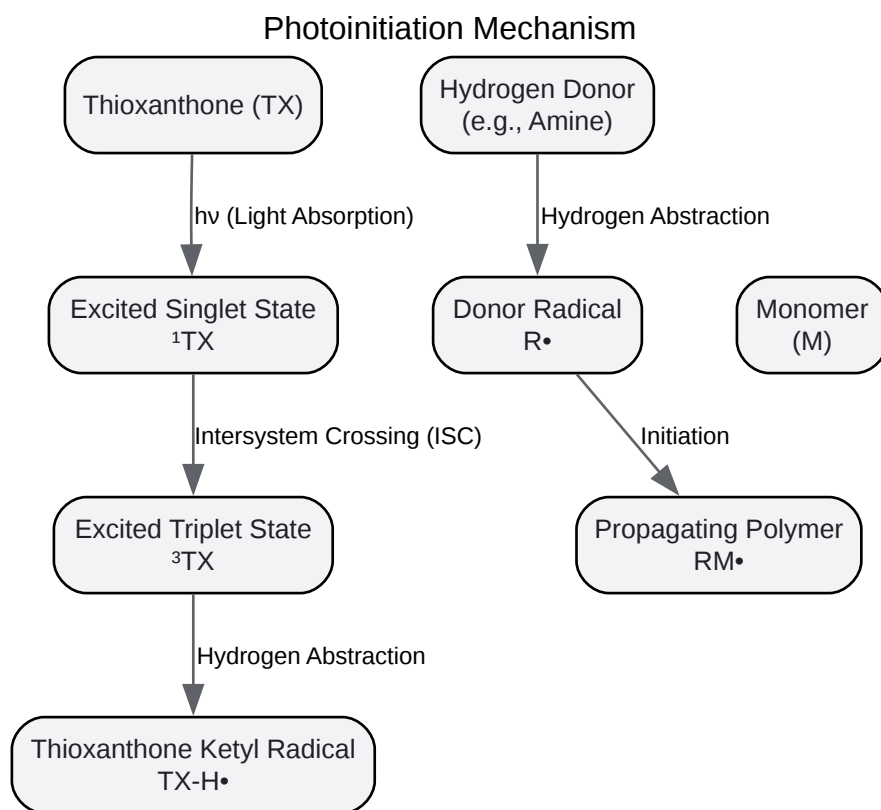 Photoinitiation Mechanism
Thioxanthone (TX)
Hydrogen Donor
(e.g., Amine)
hν (Light Absorption)
Hydrogen Abstraction
Excited Singlet State
¹TX
Donor Radical
R•
Monomer
(M)
Intersystem Crossing (ISC)
Initiation
Excited Triplet State
³TX
Propagating Polymer
RM•
Hydrogen Abstraction
Thioxanthone Ketyl Radical
TX-H•